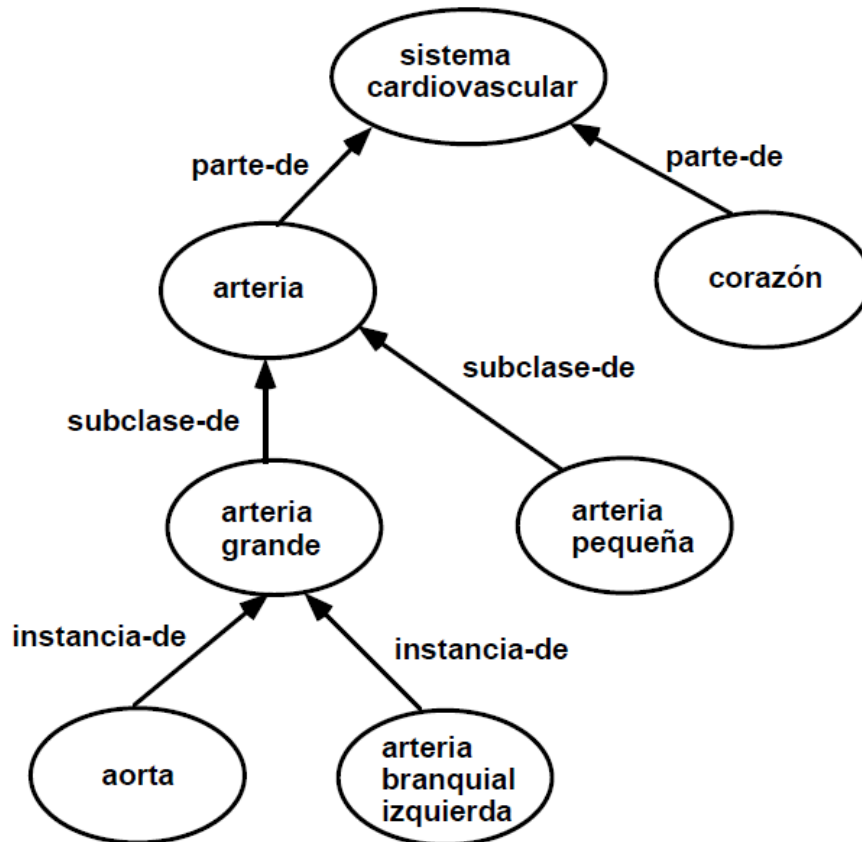 sistema
cardiovascular
parte-de
parte-de
arteria
corazón
subclase-de
subclase-de
arteria
grande
arteria
pequeña
instancia-de
instancia-de
aorta
arteria
branquial
izquierda